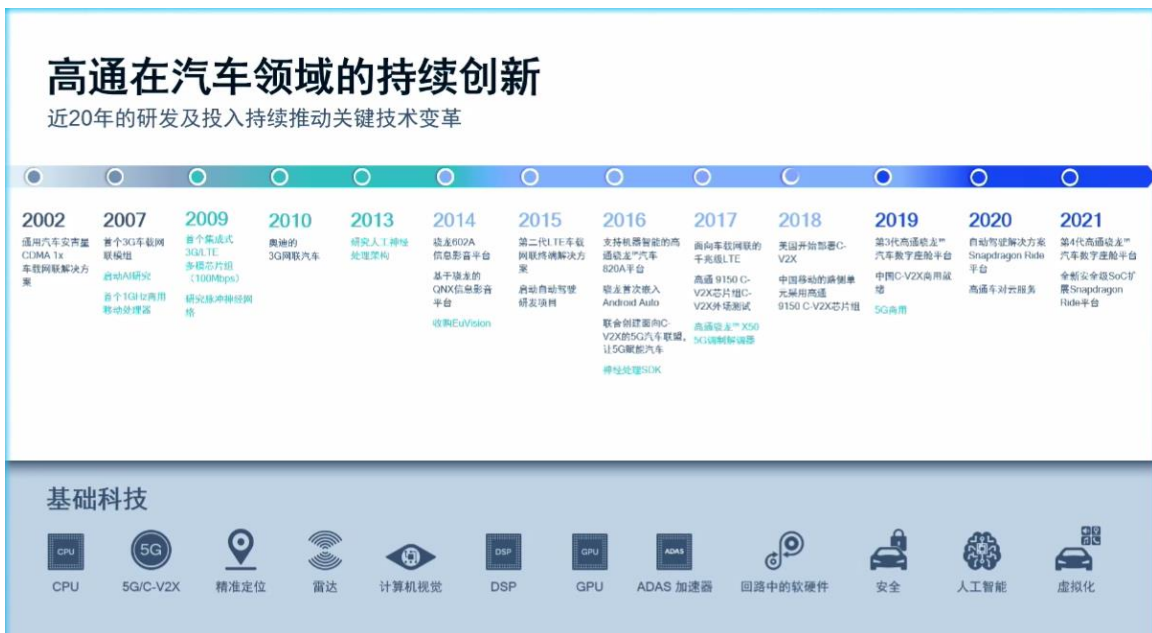 高通在汽车领域的持续创新
近20年的研发及投入持续推动关键技术变革
2002
通用汽车安吉星
CDMA 1x
车载网联解决方
案
2007
首个3G车载网
联模组
启动AI研究
首个1GHz商用
移动处理器
2009
首个集成式
3G/LTE
多模芯片组
(100Mbps)
研究脉冲神经网
络
2010
奥迪的
3G网联汽车
2013
研究人工神经
处理架构
2014
骁龙602A
信息影音平台
基于骁龙的
QNX信息影音
平台
收购EuVision
2015
第二代LTE车载
网联终端解决方
案
启动自动驾驶
研发项目
2016
支持机器智能的高
通骁龙™汽车
820A平台
骁龙首次嵌入
Android Auto
联合创建面向C-
V2X的5G汽车联盟,
让5G赋能汽车
神经处理SDK
2017
面向车载网联的
千兆级LTE
高通 9150 C-
V2X芯片组C-
V2X外场测试
高通骁龙™ X50
5G调制解调器
2018
美国开始部署C-
V2X
中国移动的路侧单
元采用高通
9150 C-V2X芯片组
2019
第3代高通骁龙™
汽车数字座舱平台
中国C-V2X商用就
绪
5G商用
2020
自动驾驶解决方案
Snapdragon Ride
平台
高通车对云服务
2021
第4代高通骁龙™
汽车数字座舱平台
全新安全级SoC扩
展Snapdragon
Ride平台
基础科技
CPU
5G
DSP
GPU
ADAS
CPU
5G/C-V2X
精准定位
雷达
计算机视觉
DSP
GPU
ADAS 加速器
回路中的软硬件
安全
人工智能
虚拟化